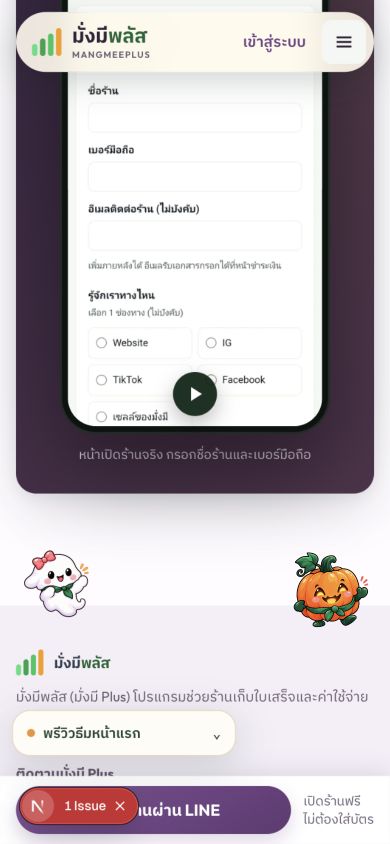 มั่งมีพลัส
MANGMEEPLUS
เข้าสู่ระบบ
ชื่อร้าน
เบอร์มือถือ
อีเมลติดต่อร้าน (ไม่บังคับ)
เพิ่มภายหลังได้ อีเมลรับเอกสารกรอกได้ที่หน้าชำระเงิน
รู้จักเราทางไหน
เลือก 1 ช่องทาง (ไม่บังคับ)
Website
IG
TikTok
Facebook
เซลล์ของมั่งมี
หน้าเปิดร้านจริง กรอกชื่อร้านและเบอร์มือถือ
มั่งมีพลัส
มั่งมีพลัส (มั่งมี Plus) โปรแกรมช่วยร้านเก็บใบเสร็จและค่าใช้จ่าย
พรีวิวธีมหน้าแรก
ติดตามมั่งมี Plus
N 1 Issue
านผ่าน LINE
เปิดร้านฟรี
ไม่ต้องใส่บัตร